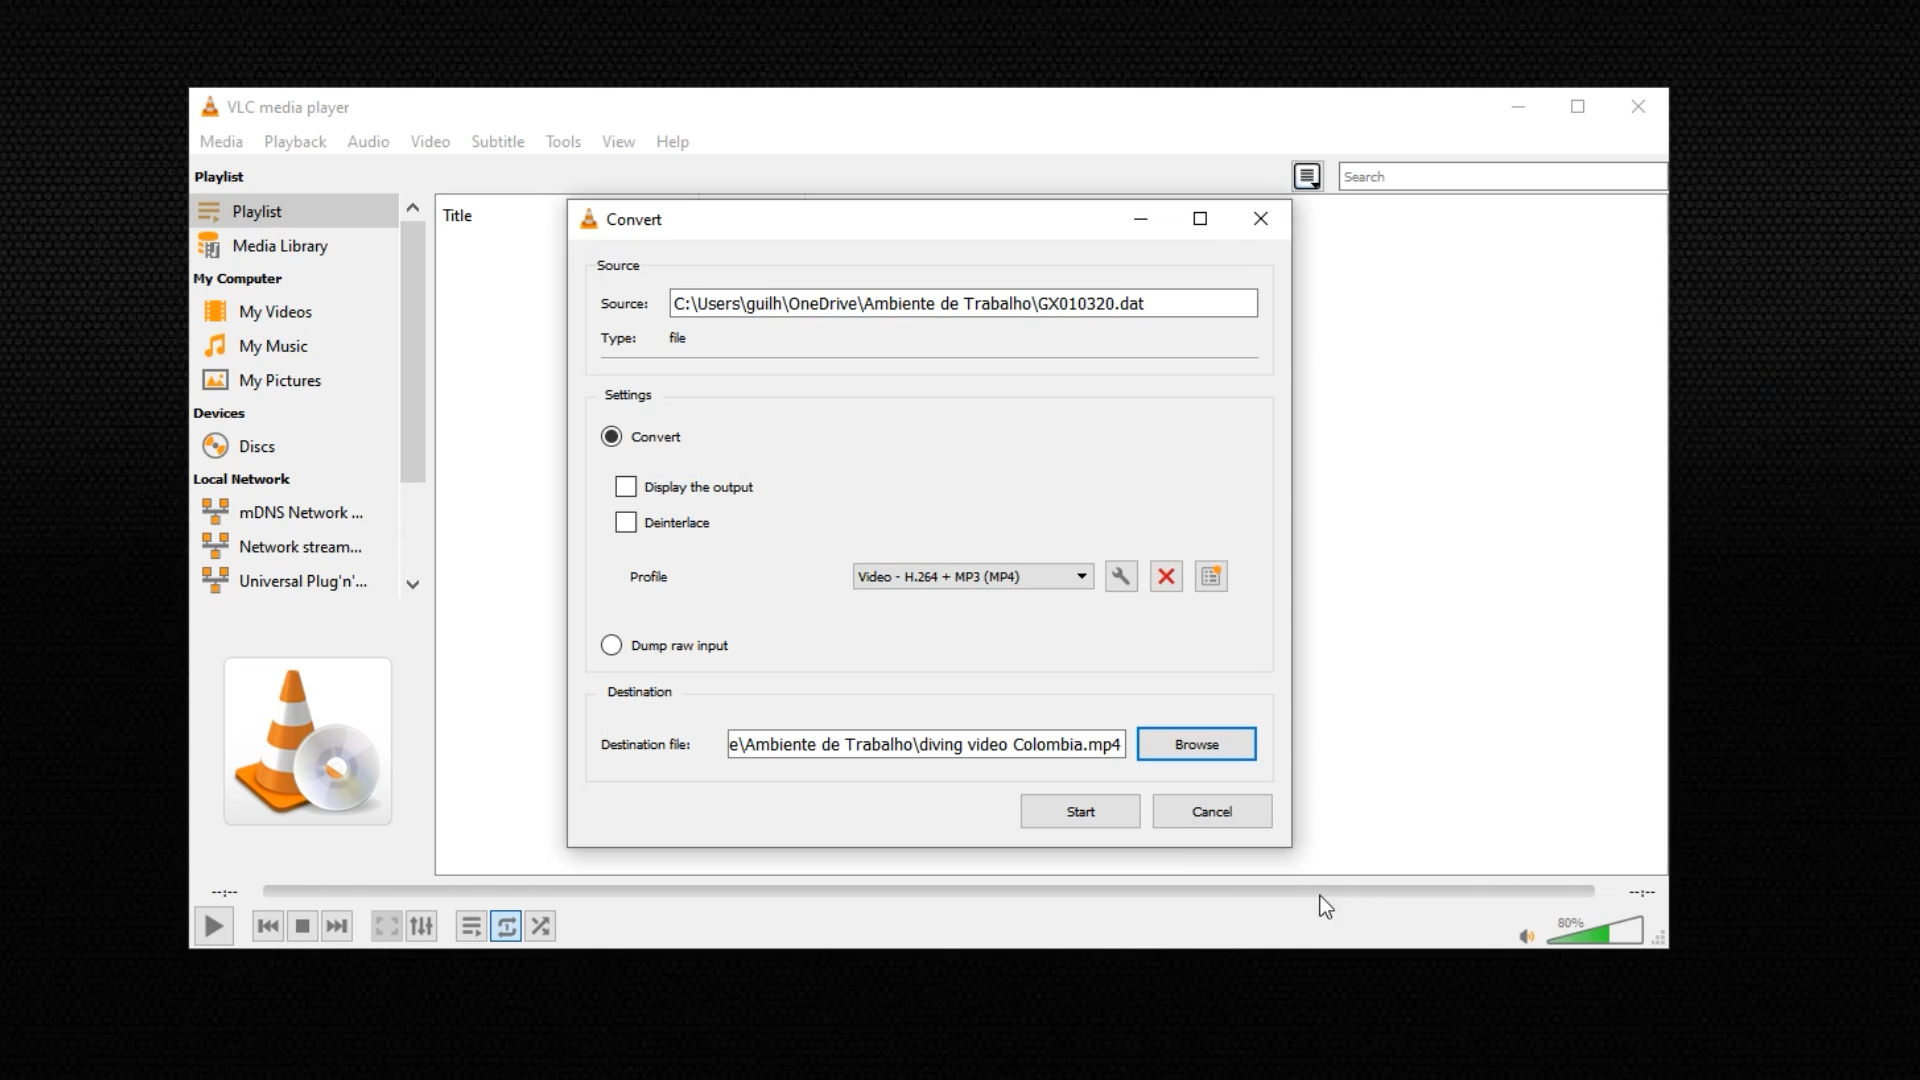 VLC media player
Media Playback Audio Video Subtitle Tools View Help
Playlist
Search
Playlist
Media Library
My Computer
My Videos
My Music
My Pictures
Devices
Discs
Local Network
mDNS Network ...
Network stream...
Universal Plug'n'...
Title
Convert
Source
Source: C:\Users\guilh\OneDrive\Ambiente de Trabalho\GX010320.dat
Type: file
Settings
Convert
Display the output
Deinterlace
Profile Video - H.264 + MP3 (MP4)
Dump raw input
Destination
Destination file: e\Ambiente de Trabalho\diving video Colombia.mp4 Browse
Start Cancel
--:-- --:--
80%